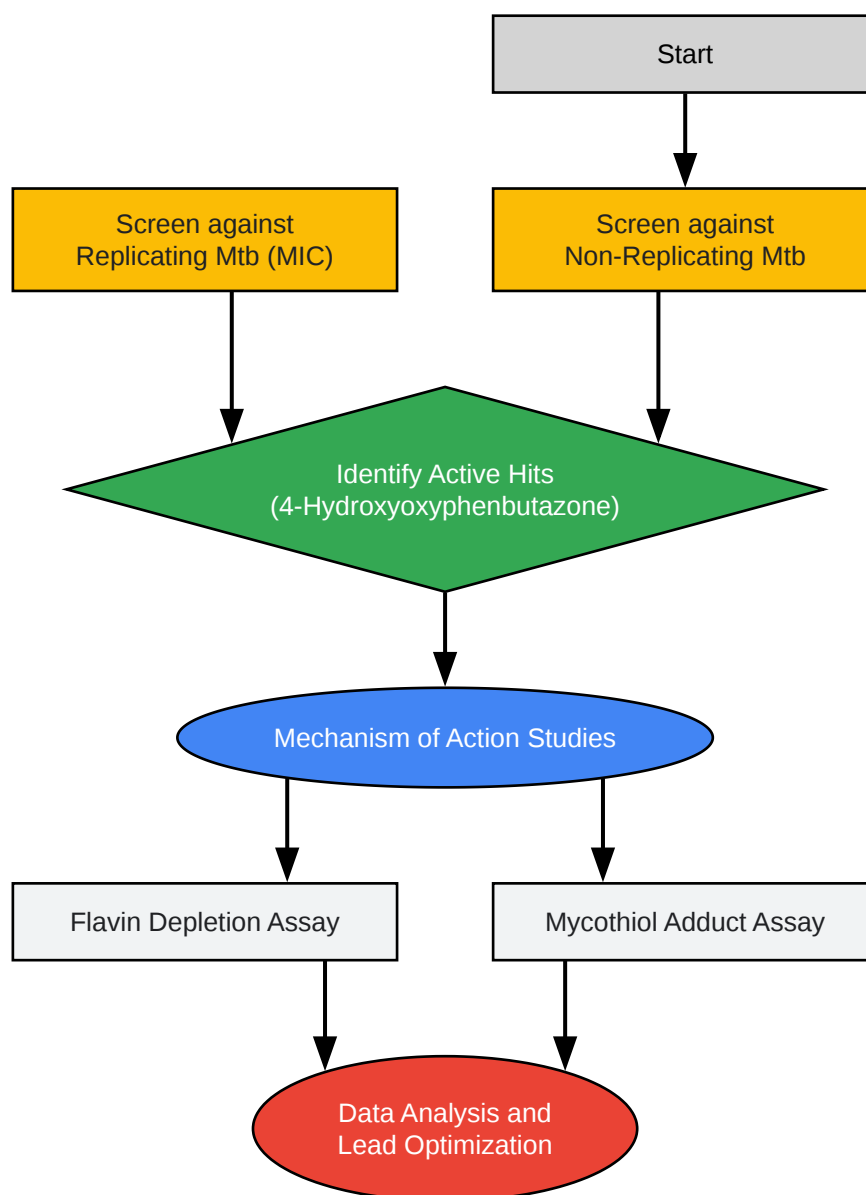 Start
Screen against
Replicating Mtb (MIC)
Screen against
Non-Replicating Mtb
Identify Active Hits
(4-Hydroxyoxyphenbutazone)
Mechanism of Action Studies
Flavin Depletion Assay
Mycothiol Adduct Assay
Data Analysis and
Lead Optimization